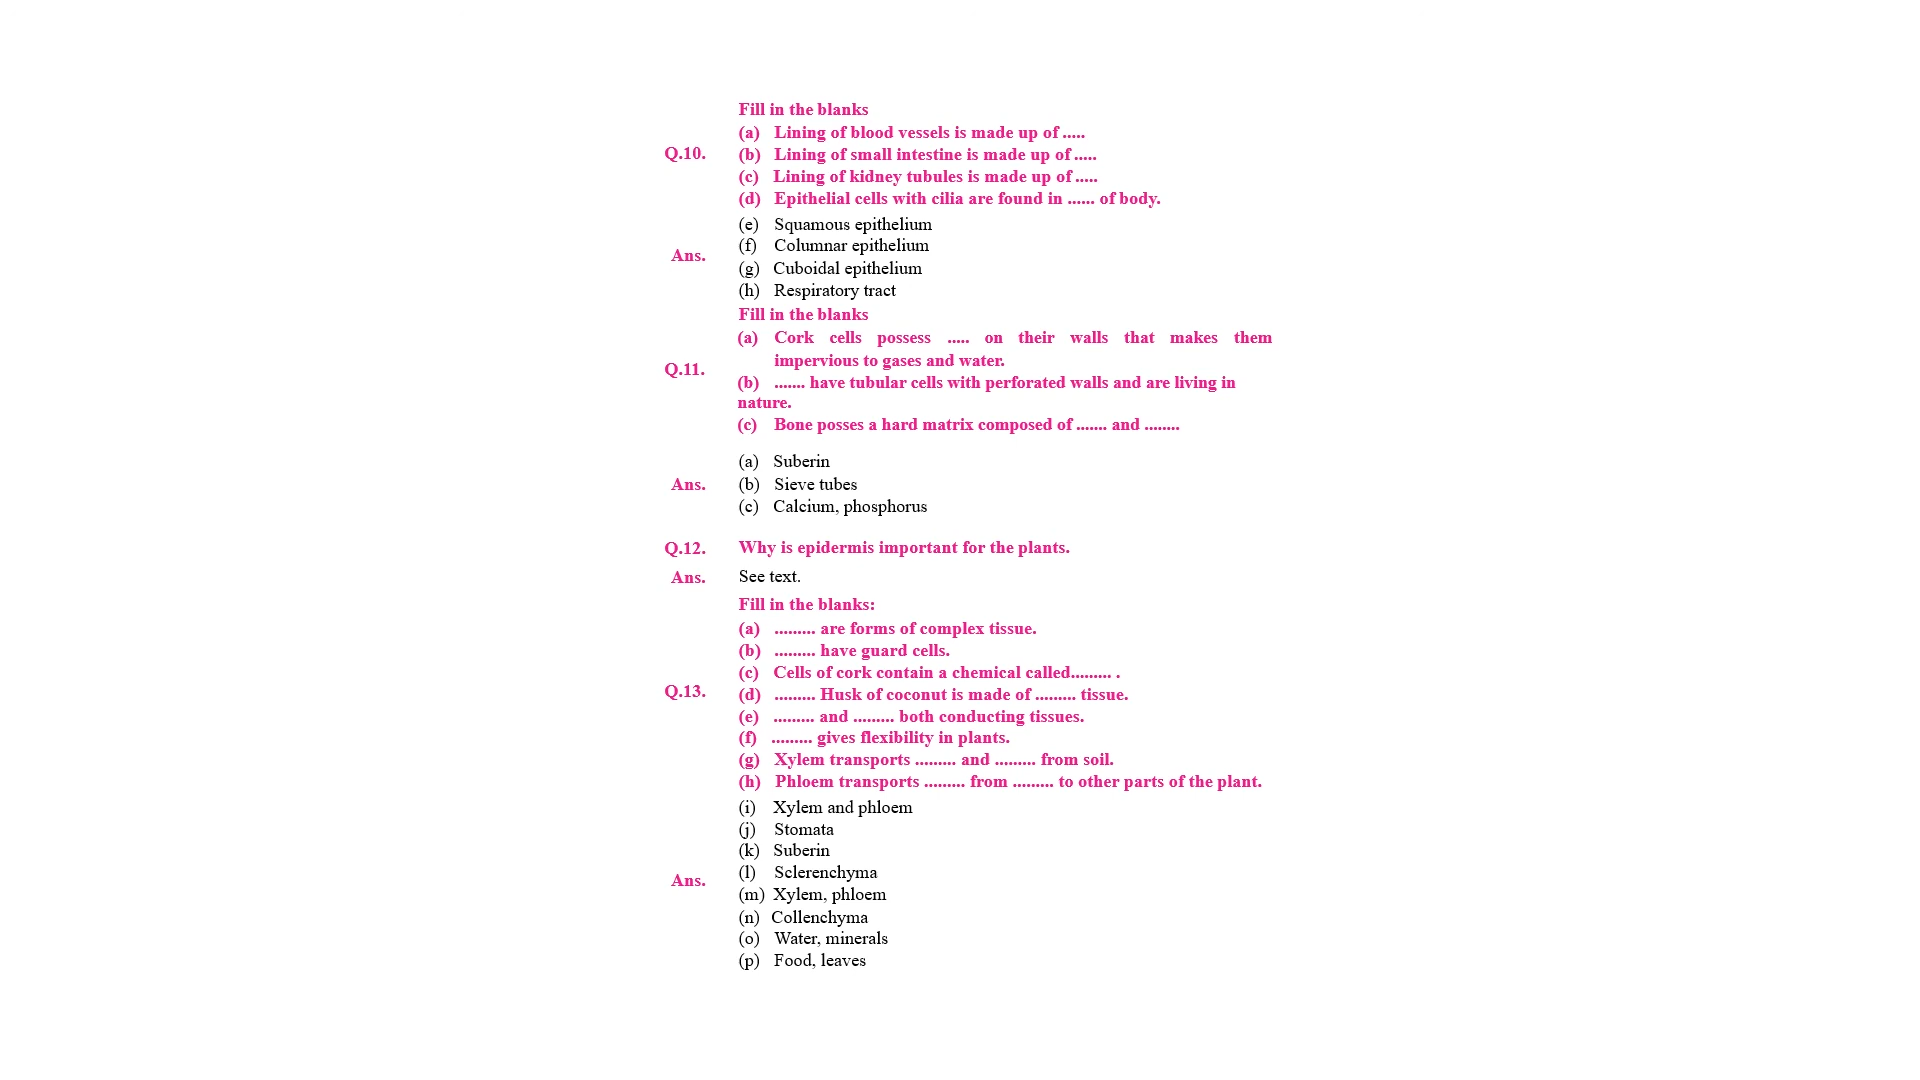 Fill in the blanks
(a) Lining of blood vessels is made up of .....
Q.10. (b) Lining of small intestine is made up of .....
(c) Lining of kidney tubules is made up of .....
(d) Epithelial cells with cilia are found in ...... of body.
(e) Squamous epithelium
(f) Columnar epithelium
Ans.
(g) Cuboidal epithelium
(h) Respiratory tract
Fill in the blanks
(a) Cork cells possess ..... on their walls that makes them
impervious to gases and water.
Q.11.
(b) ....... have tubular cells with perforated walls and are living in
nature.
(c) Bone posses a hard matrix composed of ....... and ........
(a) Suberin
Ans. (b) Sieve tubes
(c) Calcium, phosphorus
Q.12. Why is epidermis important for the plants.
Ans. See text.
Fill in the blanks:
(a) ......... are forms of complex tissue.
(b) ......... have guard cells.
(c) Cells of cork contain a chemical called......... .
Q.13. (d) ......... Husk of coconut is made of ......... tissue.
(e) ......... and ......... both conducting tissues.
(f) ......... gives flexibility in plants.
(g) Xylem transports ......... and ......... from soil.
(h) Phloem transports ......... from ......... to other parts of the plant.
(i) Xylem and phloem
(j) Stomata
(k) Suberin
(l) Sclerenchyma
Ans.
(m) Xylem, phloem
(n) Collenchyma
(o) Water, minerals
(p) Food, leaves